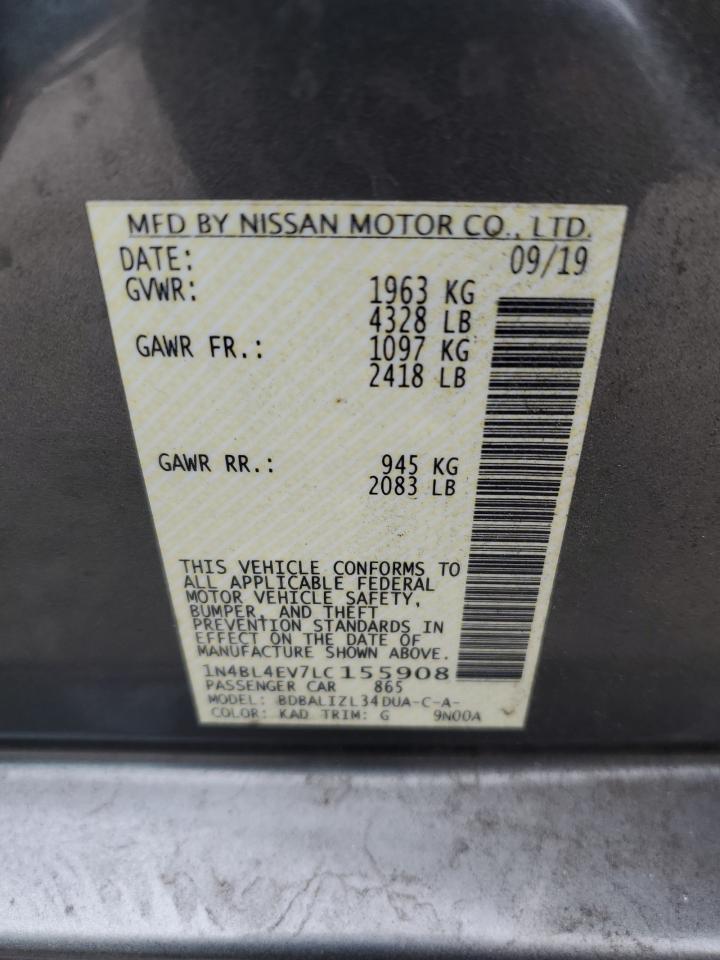 MFD BY NISSAN MOTOR CO., LTD.
DATE: 09/19
GVWR: 1963 KG
4328 LB
GAWR FR.: 1097 KG
2418 LB
GAWR RR.: 945 KG
2083 LB
THIS VEHICLE CONFORMS TO
ALL APPLICABLE FEDERAL
MOTOR VEHICLE SAFETY,
BUMPER, AND THEFT
PREVENTION STANDARDS IN
EFFECT ON THE DATE OF
MANUFACTURE SHOWN ABOVE.
1N4BL4EV7LC155908
PASSENGER CAR 865
MODEL: BDBALIZL34DUA-C-A-
COLOR: KAD TRIM: G 9N00A